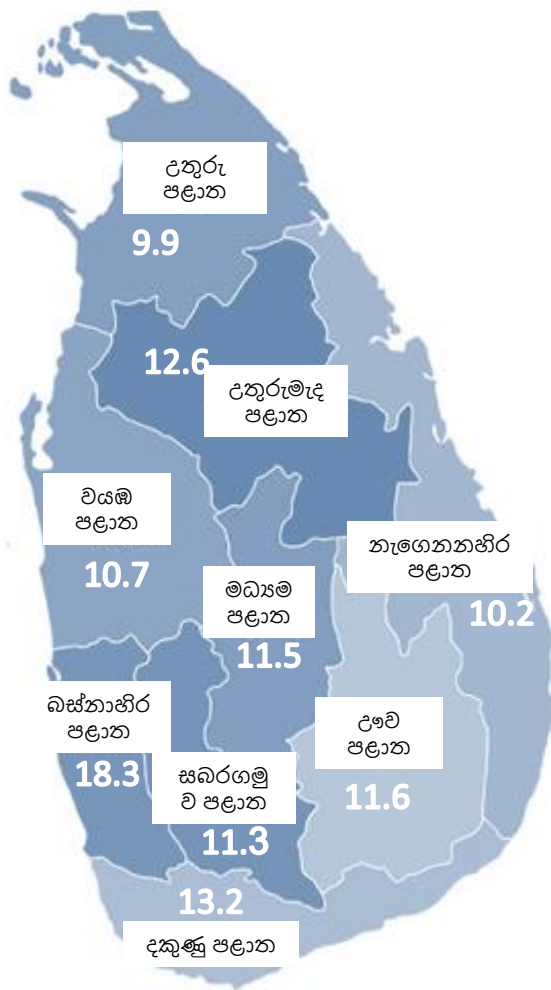 උතුරු
පළාත
9.9
12.6
උතුරුමැද
පළාත
වයඹ
පළාත
10.7
නැගෙනනහිර
පළාත
10.2
මධ්‍යම
පළාත
11.5
බස්නාහිර
පළාත
18.3
ඌව
පළාත
11.6
සබරගමු
ව පළාත
11.3
13.2
දකුණු පළාත